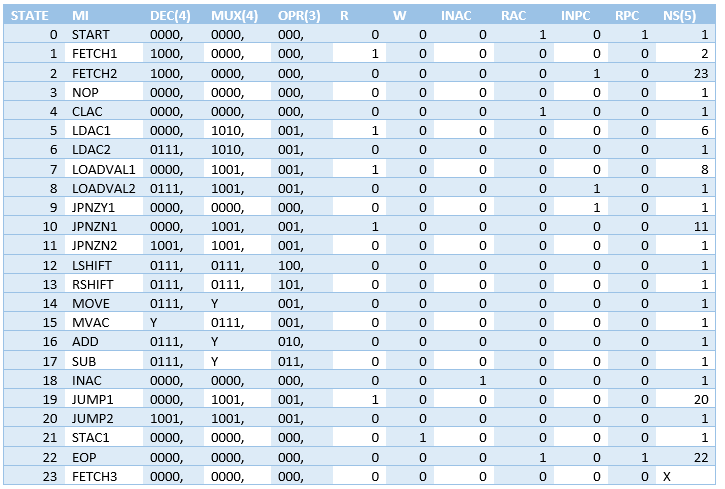 STATE MI DEC(4) MUX(4) OPR(3) R W INAC RAC INPC RPC NS(5)
0 START 0000, 0000, 000, 0 0 0 1 0 1 1
1 FETCH1 1000, 0000, 000, 1 0 0 0 0 0 2
2 FETCH2 1000, 0000, 000, 0 0 0 0 1 0 23
3 NOP 0000, 0000, 000, 0 0 0 0 0 0 1
4 CLAC 0000, 0000, 000, 0 0 0 1 0 0 1
5 LDAC1 0000, 1010, 001, 1 0 0 0 0 0 6
6 LDAC2 0111, 1010, 001, 0 0 0 0 0 0 1
7 LOADVAL1 0000, 1001, 001, 1 0 0 0 0 0 8
8 LOADVAL2 0111, 1001, 001, 0 0 0 0 1 0 1
9 JPNZY1 0000, 0000, 000, 0 0 0 0 1 0 1
10 JPNZN1 0000, 1001, 001, 1 0 0 0 0 0 11
11 JPNZN2 1001, 1001, 001, 0 0 0 0 0 0 1
12 LSHIFT 0111, 0111, 100, 0 0 0 0 0 0 1
13 RSHIFT 0111, 0111, 101, 0 0 0 0 0 0 1
14 MOVE 0111, Y 001, 0 0 0 0 0 0 1
15 MVAC Y 0111, 001, 0 0 0 0 0 0 1
16 ADD 0111, Y 010, 0 0 0 0 0 0 1
17 SUB 0111, Y 011, 0 0 0 0 0 0 1
18 INAC 0000, 0000, 000, 0 0 1 0 0 0 1
19 JUMP1 0000, 1001, 001, 1 0 0 0 0 0 20
20 JUMP2 1001, 1001, 001, 0 0 0 0 0 0 1
21 STAC1 0000, 0000, 000, 0 1 0 0 0 0 1
22 EOP 0000, 0000, 000, 0 0 0 1 0 1 22
23 FETCH3 0000, 0000, 000, 0 0 0 0 0 0 X